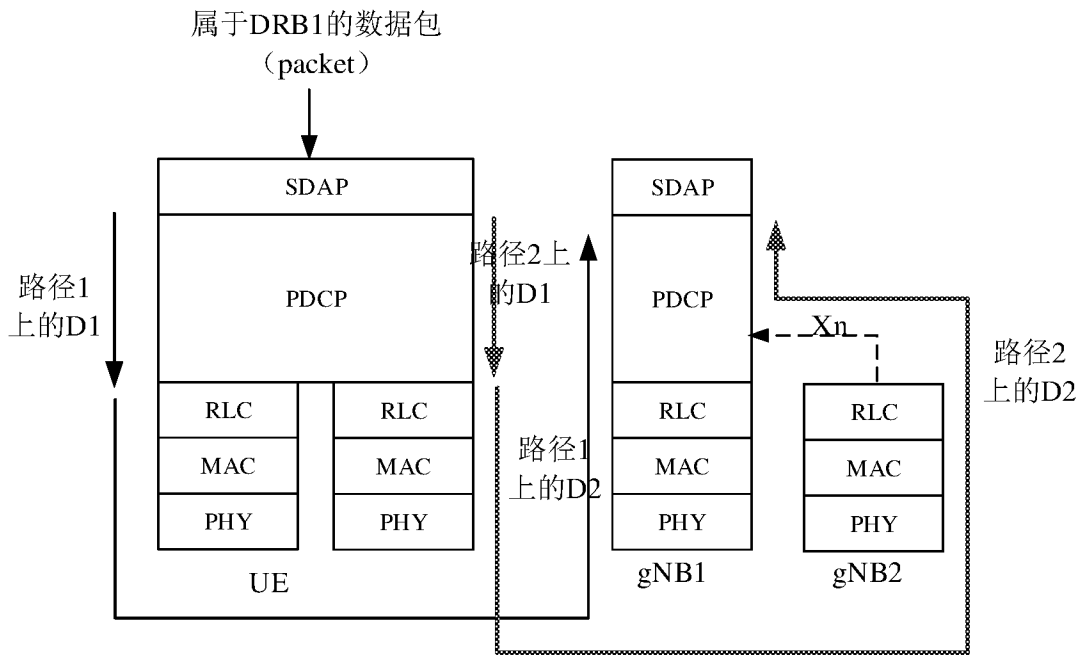 属于DRB1的数据包
（packet）
SDAP
SDAP
路径1
上的D1
PDCP
路径2上
的D1
PDCP
Xn
路径2
上的D2
RLC
RLC
RLC
RLC
路径1
上的D2
MAC
MAC
MAC
MAC
PHY
PHY
PHY
PHY
UE
gNB1
gNB2